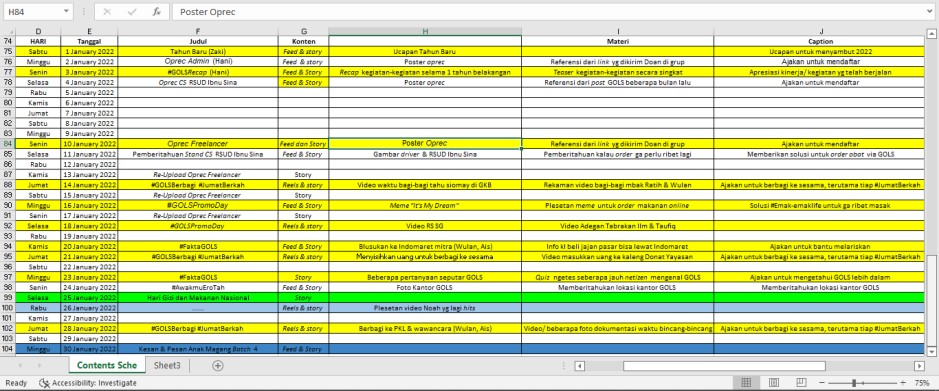 H84 fx Poster Oprec
D E F G H I J
74 HARI Tanggal Judul Konten Materi Caption
75 Sabtu 1 January 2022 Tahun Baru (Zaki) Feed & story Ucapan Tahun Baru Ucapan untuk menyambut 2022
76 Minggu 2 January 2022 Oprec Admin (Hani) Feed & story Poster oprec Referensi dari link yg dikirim Doan di grup Ajakan untuk mendaftar
77 Senin 3 January 2022 #GOLSRecap (Hani) Feed & Story Recap kegiatan-kegiatan selama 1 tahun belakangan Teaser kegiatan-kegiatan secara singkat Apresiasi kinerja/ kegiatan yg telah berjalan
78 Selasa 4 January 2022 Oprec CS RSUD Ibnu Sina Feed & Story Poster oprec Referensi dari post GOLS beberapa bulan lalu Ajakan untuk mendaftar
79 Rabu 5 January 2022
80 Kamis 6 January 2022
81 Jumat 7 January 2022
82 Sabtu 8 January 2022
83 Minggu 9 January 2022
84 Senin 10 January 2022 Oprec Freelancer Feed dan Story Poster Oprec Referensi dari link yg dikirim Doan di grup Ajakan untuk mendaftar
85 Selasa 11 January 2022 Pemberitahuan Stand CS RSUD Ibnu Sina Feed & Story Gambar driver & RSUD Ibnu Sina Pemberitahuan kalau order ga perlu ribet lagi Memberikan solusi untuk order obat via GOLS
86 Rabu 12 January 2022
87 Kamis 13 January 2022 Re-Upload Oprec Freelancer Story
88 Jumat 14 January 2022 #GOLSBerbagi #JumatBerkah Reels & story Video waktu bagi-bagi tahu siomay di GKB Rekaman video bagi-bagi mbak Ratih & Wulan Ajakan untuk berbagi ke sesama, terutama tiap #JumatBerkah
89 Sabtu 15 January 2022 Re-Upload Oprec Freelancer Story
90 Minggu 16 January 2022 #GOLSPromoDay Feed & Story Meme "It's My Dream" Plesetan meme untuk order makanan online Solusi #Emak-emaklife untuk ga ribet masak
91 Senin 17 January 2022 Re-Upload Oprec Freelancer Story
92 Selasa 18 January 2022 #GOLSPromoDay Reels & story Video RS SG Video Adegan Tabrakan Ilm & Taufiq
93 Rabu 19 January 2022
94 Kamis 20 January 2022 #FaktaGOLS Feed & Story Blusukan ke Indomaret mitra (Wulan, Ais) Info kl beli jajan pasar bisa lewat Indomaret Ajakan untuk bantu melariskan
95 Jumat 21 January 2022 #GOLSBerbagi #JumatBerkah Reels & story Menyisihkan uang untuk berbagi ke sesama Video masukkan uang ke kaleng Donat Yayasan Ajakan untuk berbagi ke sesama, terutama tiap #JumatBerkah
96 Sabtu 22 January 2022
97 Minggu 23 January 2022 #FaktaGOLS Story Beberapa pertanyaan seputar GOLS Quiz ngetes seberapa jauh netizen mengenal GOLS Ajakan untuk mengetahui GOLS lebih dalam
98 Senin 24 January 2022 #AwakmuEroTah Feed & Story Foto Kantor GOLS Memberitahukan lokasi kantor GOLS Memberitahukan lokasi kantor GOLS
99 Selasa 25 January 2022 Hari Gizi dan Makanan Nasional Story
100 Rabu 26 January 2022 ...... Reels & story Plesetan video Noah yg lagi hits
101 Kamis 27 January 2022
102 Jumat 28 January 2022 #GOLSBerbagi #JumatBerkah Reels & story Berbagi ke PKL & wawancara (Wulan, Ais) Video/ beberapa foto dokumentasi waktu bincang-bincang Ajakan untuk berbagi ke sesama, terutama tiap #JumatBerkah
103 Sabtu 29 January 2022
104 Minggu 30 January 2022 Kesan & Pesan Anak Magang Batch 4 Feed & Story
Contents Sche Sheet3
Ready Accessibility: Investigate 75%